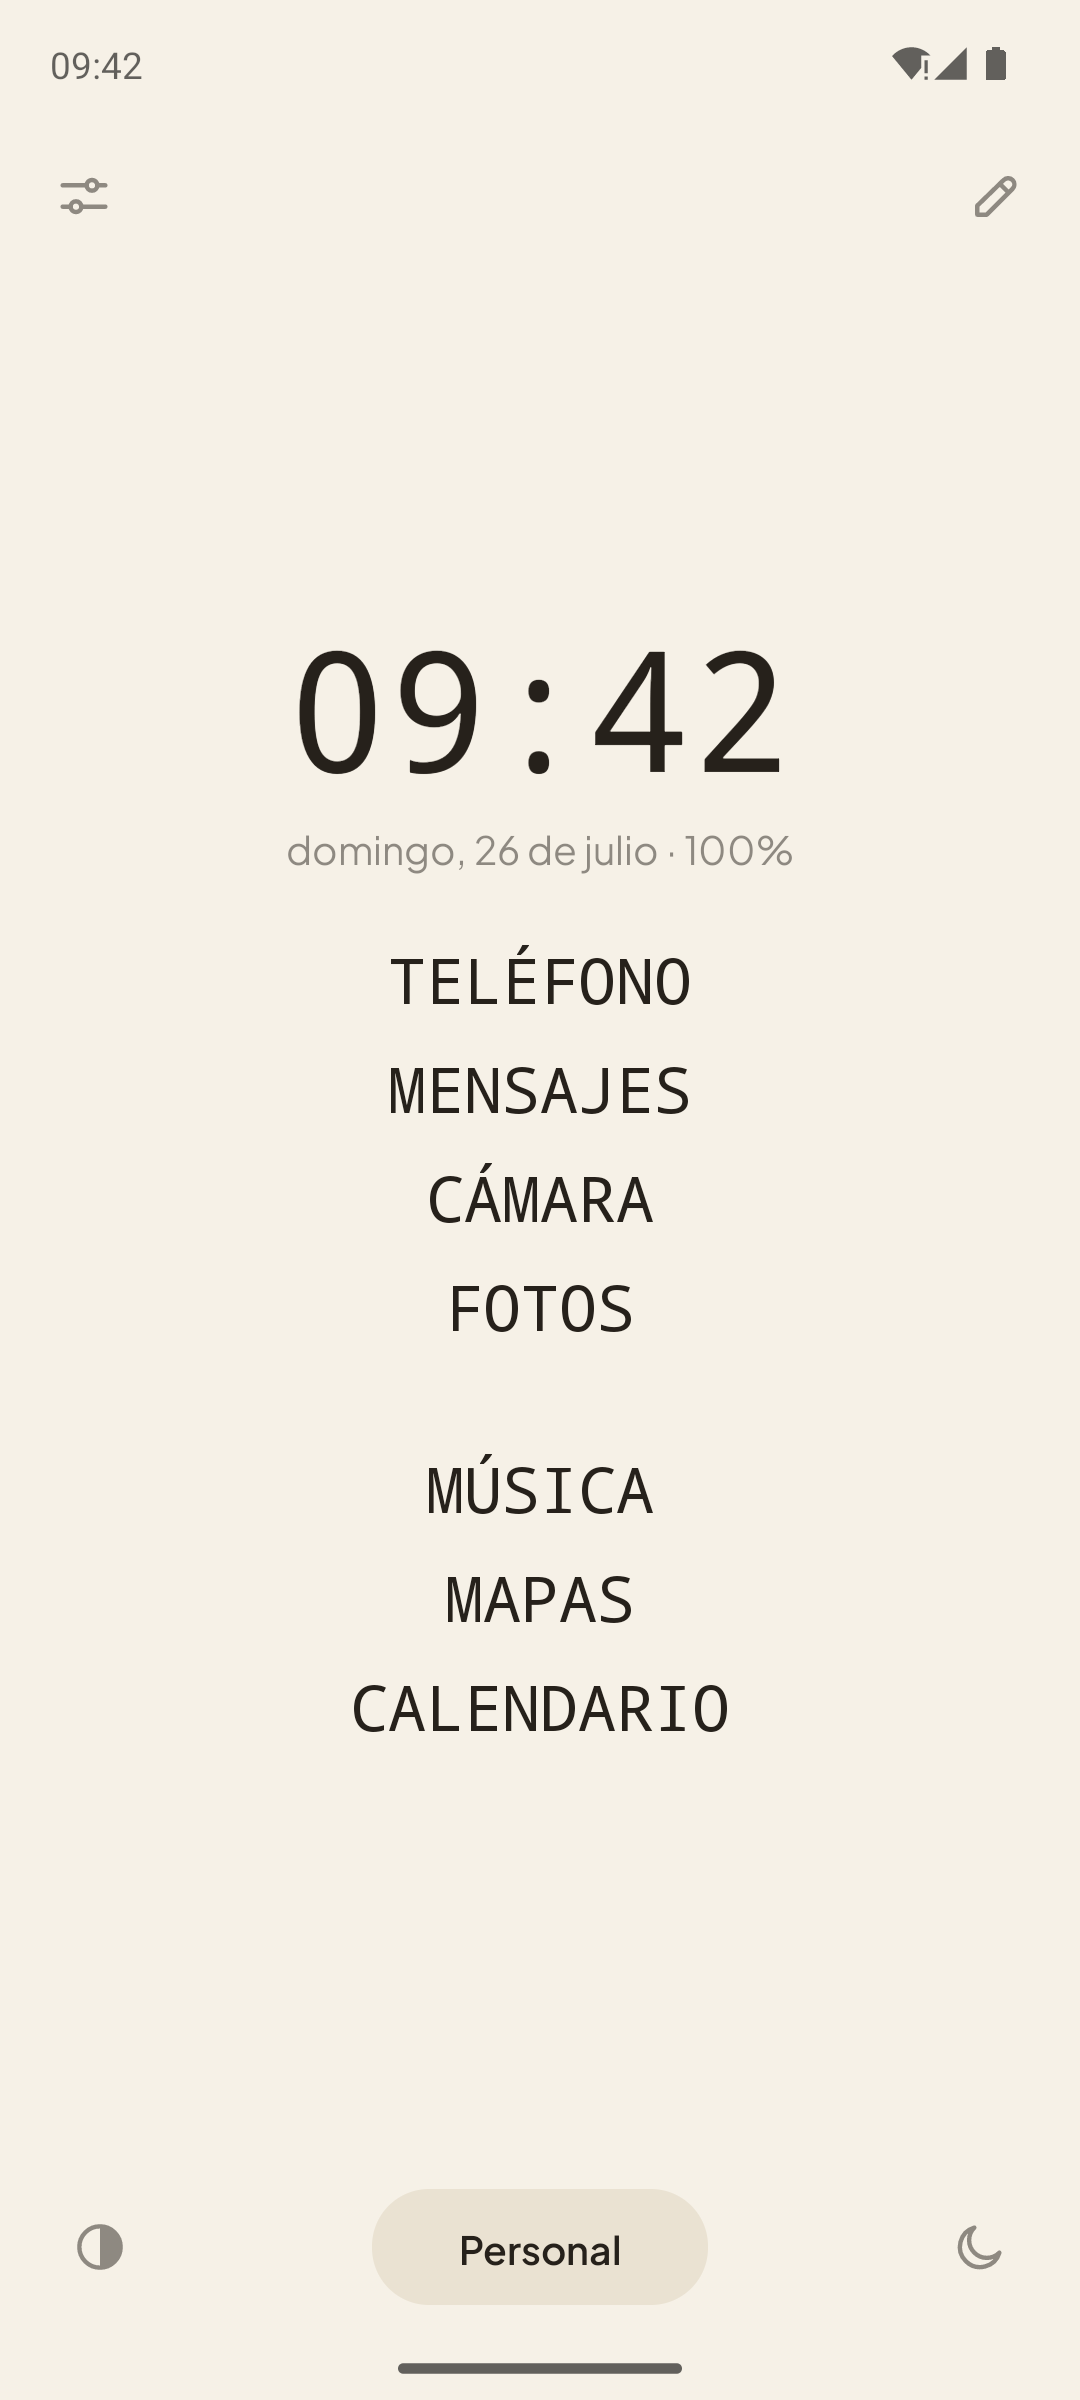 09:42
09:42
domingo, 26 de julio · 100%
TELÉFONO
MENSAJES
CÁMARA
FOTOS
MÚSICA
MAPAS
CALENDARIO
Personal